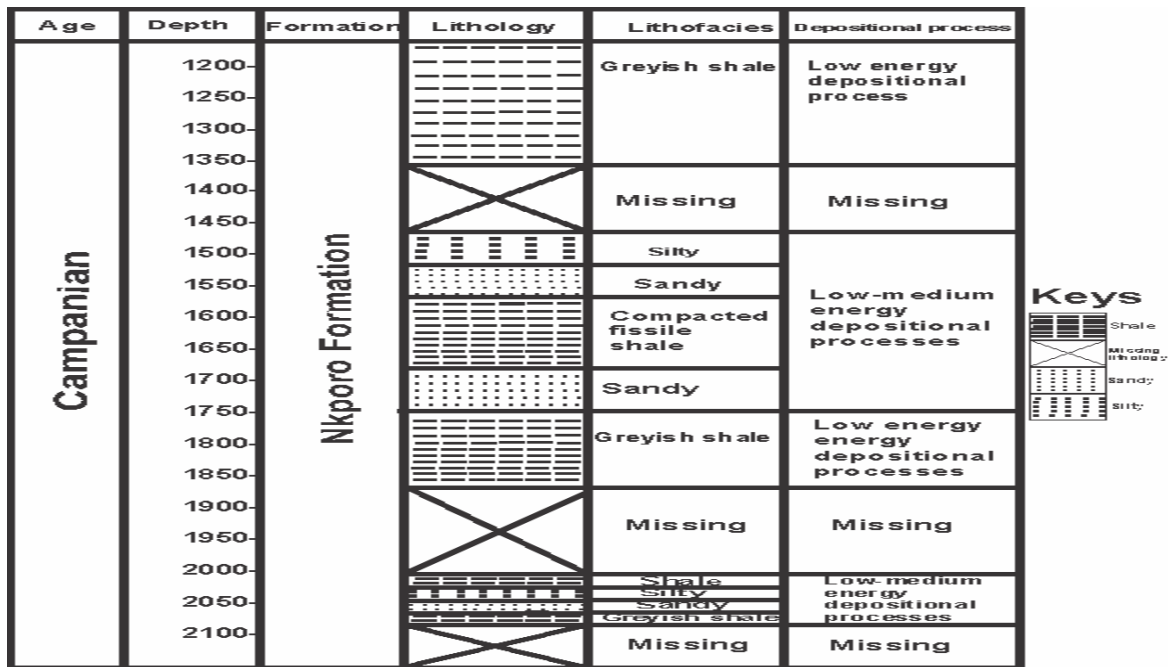 Age Depth Formation Lithology Lithofacies Depositional process
1200-
1250-
1300-
1350-
1400-
1450-
1500-
1550-
1600-
1650-
1700-
1750-
1800-
1850-
1900-
1950-
2000-
2050-
2100-
Campanian
Nkporo Formation
Greyish shale
Missing
Silty
Sandy
Compacted
fissile
shale
Sandy
Greyish shale
Missing
Shale
Silty
Sandy
Greyish shale
Missing
Low energy
depositional
process
Missing
Low-medium
energy
depositional
processes
Low energy
energy
depositional
processes
Missing
Low-medium
energy
depositional
processes
Missing
Keys
Shale
Missing
lithology
Sandy
Silty